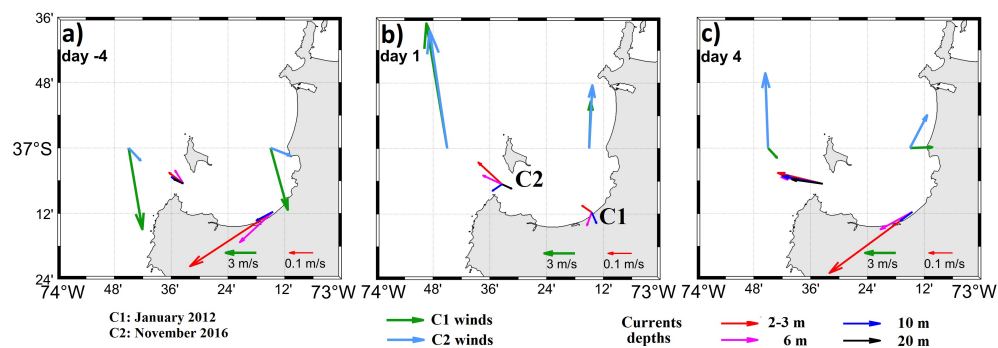 36'
a)
day -4
48'
37°S
12'
24'
3 m/s
0.1 m/s
74°W
48'
36'
24'
12'
73°W
b)
day 1
C2
C1
3 m/s
0.1 m/s
74°W
48'
36'
24'
12'
73°W
c)
day 4
3 m/s
0.1 m/s
74°W
48'
36'
24'
12'
73°W
C1: January 2012
C2: November 2016
C1 winds
C2 winds
Currents
depths
2-3 m
6 m
10 m
20 m